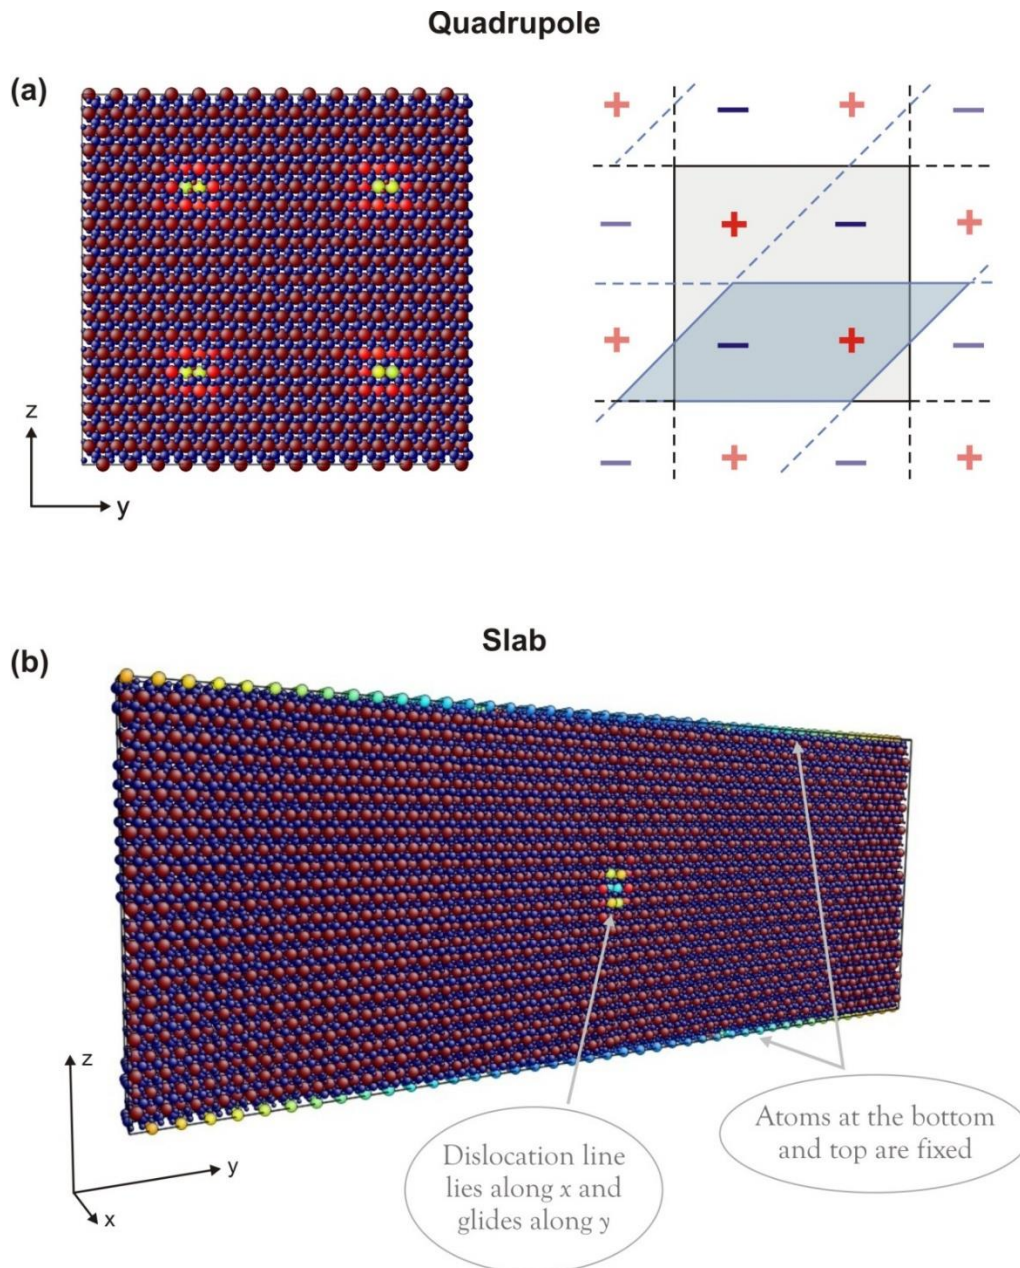 Quadrupole
(a)
z
y
+ − + −
− + − +
+ − + −
− + − +
Slab
(b)
z
y
x
Dislocation line
lies along x and
glides along y
Atoms at the bottom
and top are fixed